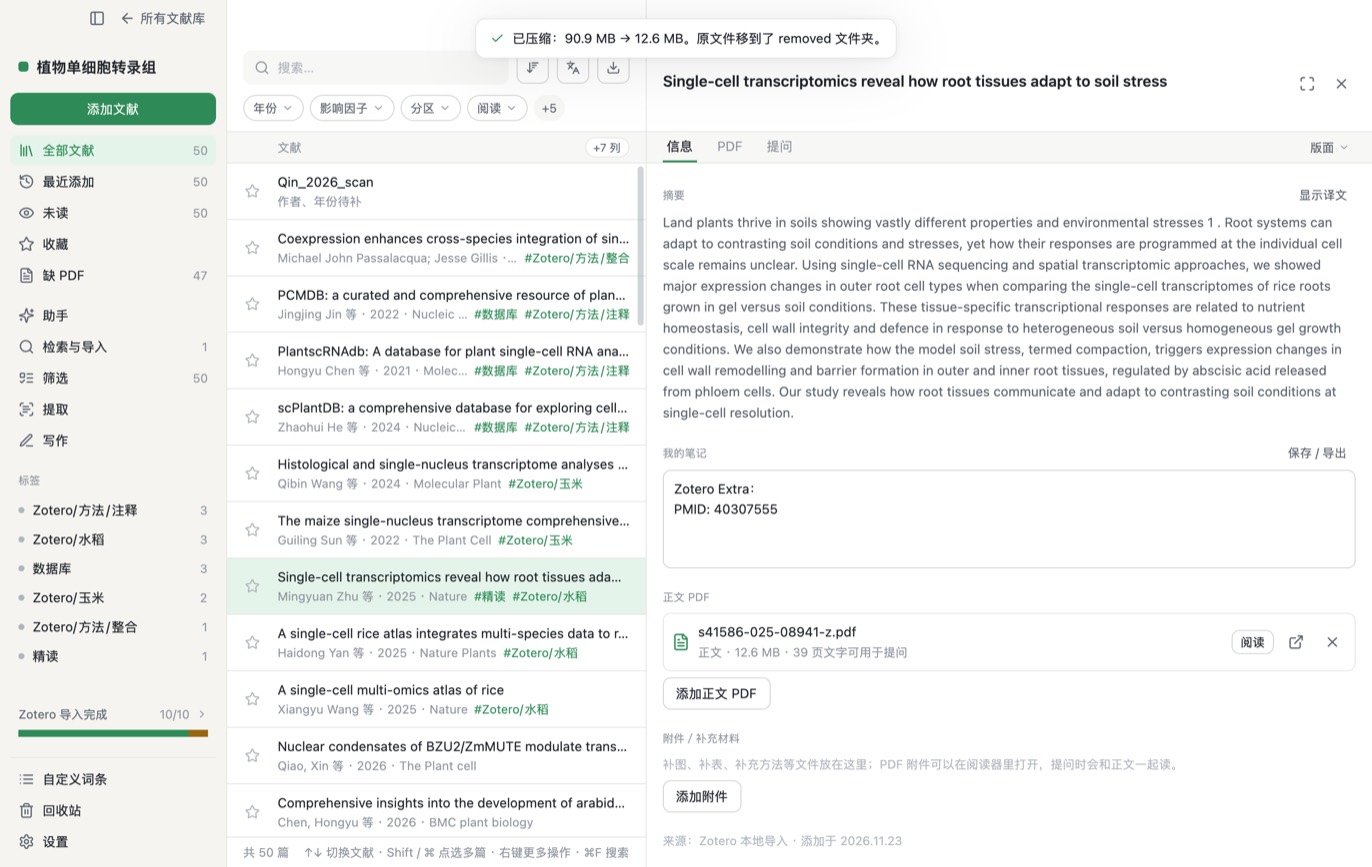 所有文献库
已压缩：90.9 MB → 12.6 MB。原文件移到了 removed 文件夹。
植物单细胞转录组
添加文献
全部文献 50
最近添加 50
未读 50
收藏
缺 PDF 47
助手
检索与导入 1
筛选 50
提取
写作
标签
Zotero/方法/注释 3
Zotero/水稻 3
数据库 3
Zotero/玉米 2
Zotero/方法/整合 1
精读 1
Zotero 导入完成 10/10
自定义词条
回收站
设置
搜索...
年份 影响因子 分区 阅读 +5
文献 +7 列
Qin_2026_scan
作者、年份待补
Coexpression enhances cross-species integration of sin...
Michael John Passalacqua; Jesse Gillis ·... #Zotero/方法/整合
PCMDB: a curated and comprehensive resource of plan...
Jingjing Jin 等 · 2022 · Nucleic ... #数据库 #Zotero/方法/注释
PlantscRNAdb: A database for plant single-cell RNA ana...
Hongyu Chen 等 · 2021 · Molec... #数据库 #Zotero/方法/注释
scPlantDB: a comprehensive database for exploring cell...
Zhaohui He 等 · 2024 · Nucleic... #数据库 #Zotero/方法/注释
Histological and single-nucleus transcriptome analyses ...
Qibin Wang 等 · 2024 · Molecular Plant #Zotero/玉米
The maize single-nucleus transcriptome comprehensive...
Guiling Sun 等 · 2022 · The Plant Cell #Zotero/玉米
Single-cell transcriptomics reveal how root tissues ada...
Mingyuan Zhu 等 · 2025 · Nature #精读 #Zotero/水稻
A single-cell rice atlas integrates multi-species data to r...
Haidong Yan 等 · 2025 · Nature Plants #Zotero/水稻
A single-cell multi-omics atlas of rice
Xiangyu Wang 等 · 2025 · Nature #Zotero/水稻
Nuclear condensates of BZU2/ZmMUTE modulate trans...
Qiao, Xin 等 · 2026 · The Plant cell
Comprehensive insights into the development of arabid...
Chen, Hongyu 等 · 2026 · BMC plant biology
共 50 篇 ↑↓ 切换文献 · Shift / ⌘ 点选多篇 · 右键更多操作 · ⌘F 搜索
Single-cell transcriptomics reveal how root tissues adapt to soil stress
信息 PDF 提问 版面
摘要 显示译文
Land plants thrive in soils showing vastly different properties and environmental stresses 1 . Root systems can
adapt to contrasting soil conditions and stresses, yet how their responses are programmed at the individual cell
scale remains unclear. Using single-cell RNA sequencing and spatial transcriptomic approaches, we showed
major expression changes in outer root cell types when comparing the single-cell transcriptomes of rice roots
grown in gel versus soil conditions. These tissue-specific transcriptional responses are related to nutrient
homeostasis, cell wall integrity and defence in response to heterogeneous soil versus homogeneous gel growth
conditions. We also demonstrate how the model soil stress, termed compaction, triggers expression changes in
cell wall remodelling and barrier formation in outer and inner root tissues, regulated by abscisic acid released
from phloem cells. Our study reveals how root tissues communicate and adapt to contrasting soil conditions at
single-cell resolution.
我的笔记 保存 / 导出
Zotero Extra:
PMID: 40307555
正文 PDF
s41586-025-08941-z.pdf
正文 · 12.6 MB · 39 页文字可用于提问
阅读
添加正文 PDF
附件 / 补充材料
补图、补表、补充方法等文件放在这里；PDF 附件可以在阅读器里打开，提问时会和正文一起读。
添加附件
来源：Zotero 本地导入 · 添加于 2026.11.23